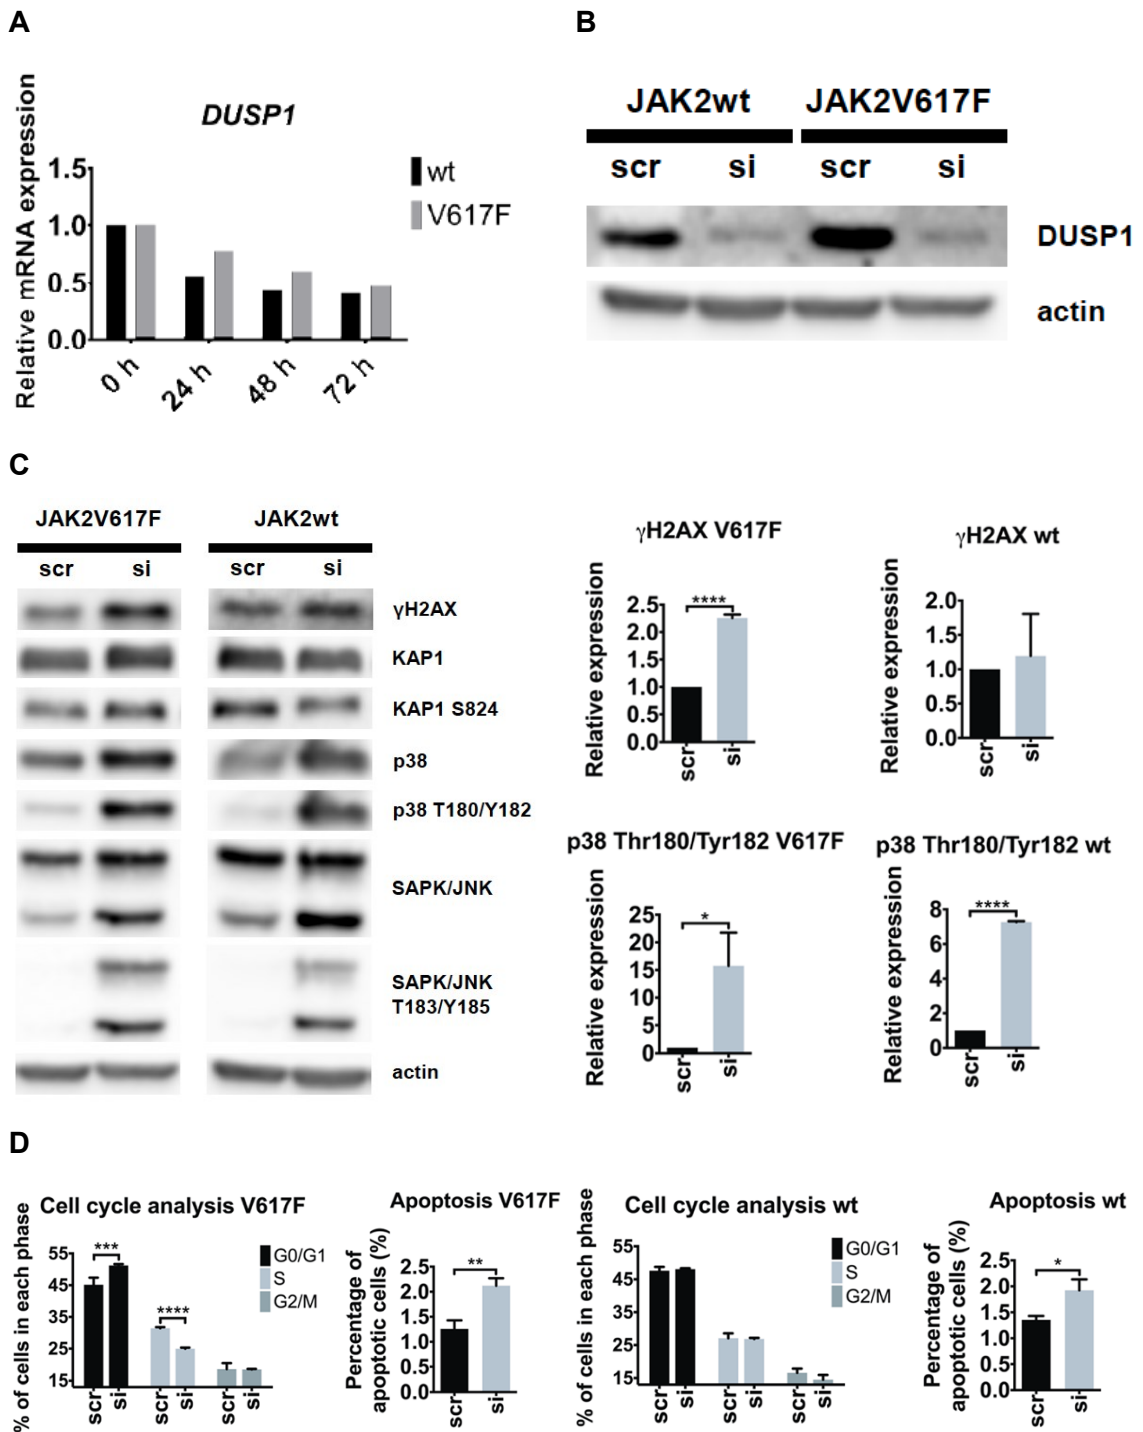 A
DUSP1
Relative mRNA expression
1.5
1.0
0.5
0.0
0 h
24 h
48 h
72 h
wt
V617F
B
JAK2wt
JAK2V617F
scr
si
scr
si
DUSP1
actin
C
JAK2V617F
JAK2wt
scr
si
scr
si
γH2AX
KAP1
KAP1 S824
p38
p38 T180/Y182
SAPK/JNK
SAPK/JNK
T183/Y185
actin
γH2AX V617F
Relative expression
2.5
2.0
1.5
1.0
0.5
0.0
****
scr
si
γH2AX wt
Relative expression
2.0
1.5
1.0
0.5
0.0
scr
si
p38 Thr180/Tyr182 V617F
Relative expression
25
20
15
10
5
0
*
scr
si
p38 Thr180/Tyr182 wt
Relative expression
8
6
4
2
0
****
scr
si
D
Cell cycle analysis V617F
% of cells in each phase
55
45
35
25
15
***
****
scr
si
scr
si
scr
si
G0/G1
S
G2/M
Apoptosis V617F
Percentage of
apoptotic cells (%)
2.5
2.0
1.5
1.0
0.5
0.0
**
scr
si
Cell cycle analysis wt
% of cells in each phase
55
45
35
25
15
scr
si
scr
si
scr
si
G0/G1
S
G2/M
Apoptosis wt
Percentage of
apoptotic cells (%)
2.5
2.0
1.5
1.0
0.5
0.0
*
scr
si